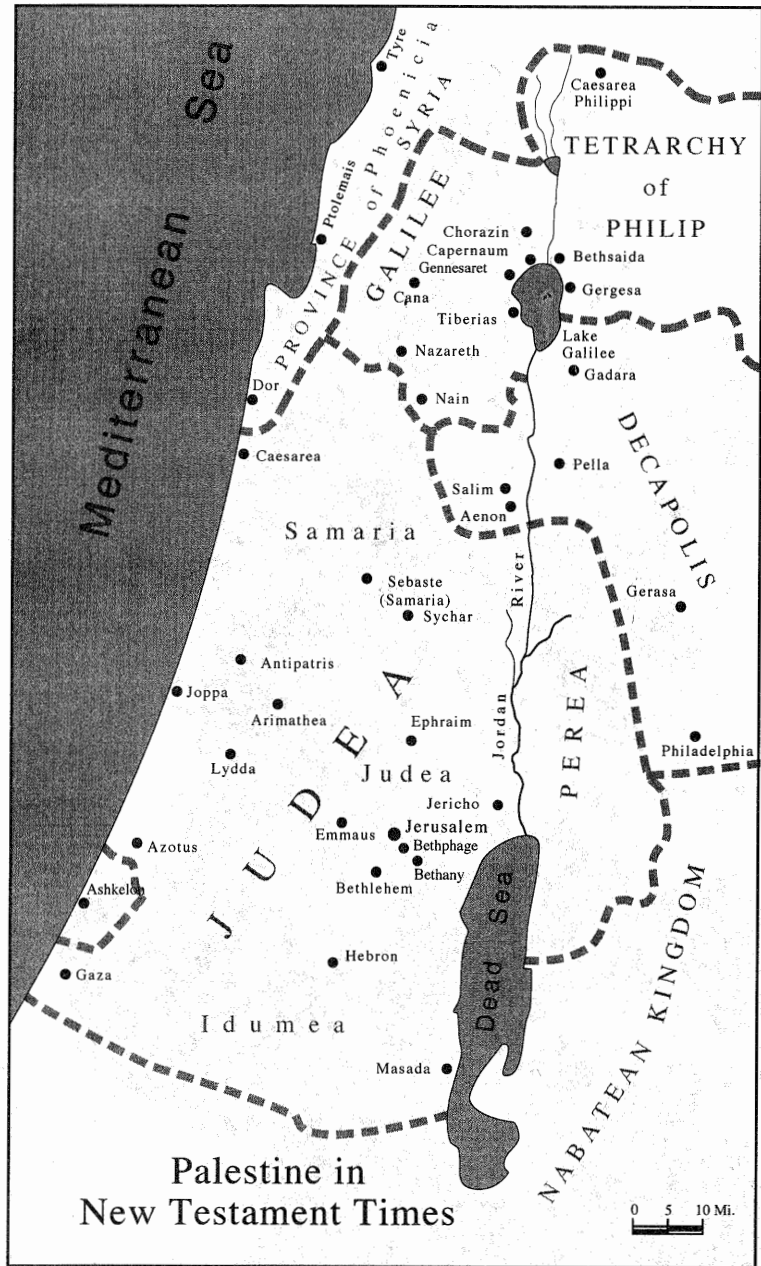 Tyre
PROVINCE of Phoenicia
SYRIA
Caesarea
Philippi
TETRARCHY
of
PHILIP
Mediterranean Sea
Ptolemais
GALILEE
Chorazin
Capernaum
Bethsaida
Gennesaret
Cana
Gergesa
Tiberias
Lake
Galilee
Nazareth
Gadara
Dor
Nain
DECAPOLIS
Caesarea
Pella
Salim
Aenon
Samaria
Sebaste
(Samaria)
Sychar
Gerasa
Jordan River
Antipatris
Joppa
Arimathea
Ephraim
PEREA
Philadelphia
Lydda
Judea
JUDEA
Jericho
Emmaus
Jerusalem
Azotus
Bethphage
Bethany
Bethlehem
Ashkelon
Dead Sea
Hebron
Gaza
Idumea
NABATEAN KINGDOM
Masada
Palestine in
New Testament Times
0 5 10 Mi.